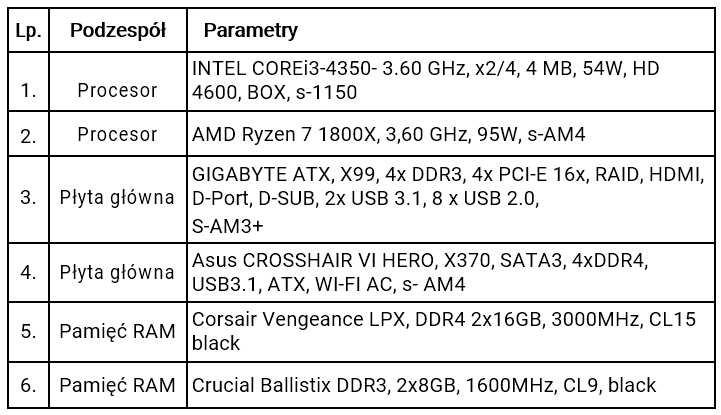 Lp. Podzespół Parametry
INTEL COREi3-4350- 3.60 GHz, x2/4, 4 MB, 54W, HD
1. Procesor 4600, BOX, s-1150
2. Procesor AMD Ryzen 7 1800X, 3,60 GHz, 95W, s-AM4
GIGABYTE ATX, X99, 4x DDR3, 4x PCI-E 16x, RAID, HDMI,
3. Płyta główna D-Port, D-SUB, 2x USB 3.1, 8 x USB 2.0,
S-AM3+
Asus CROSSHAIR VI HERO, X370, SATA3, 4xDDR4,
4. Płyta główna USB3.1, ATX, WI-FI AC, s- AM4
5. Pamięć RAM Corsair Vengeance LPX, DDR4 2x16GB, 3000MHz, CL15
black
6. Pamięć RAM Crucial Ballistix DDR3, 2x8GB, 1600MHz, CL9, black